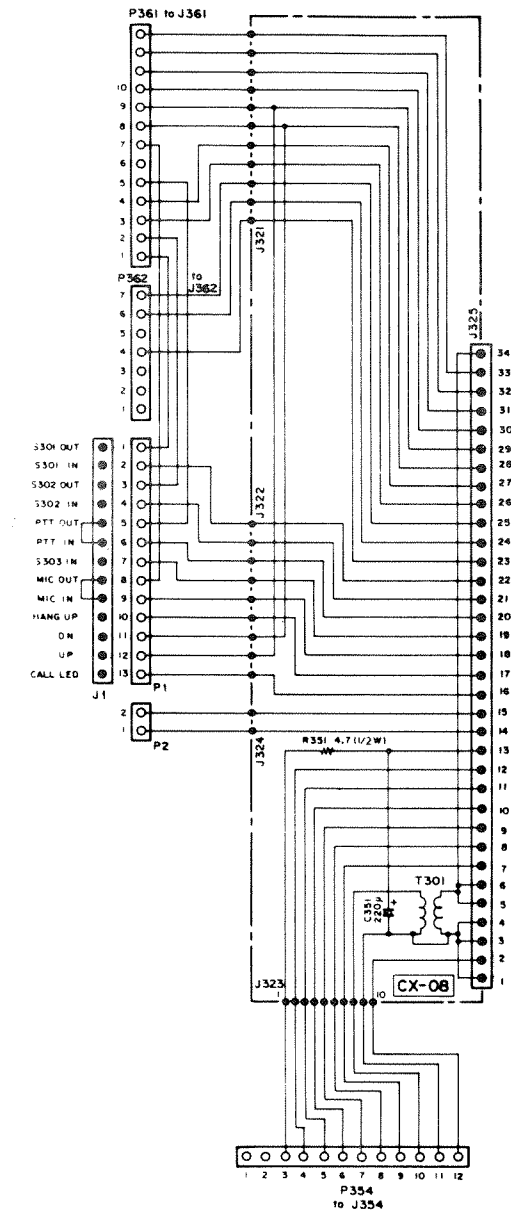 P361 to J361
10
9
8
7
6
5
4
3
2
1
J321
P362 to J362
7
6
5
4
3
2
1
J325
34
33
32
31
30
29
28
27
26
25
24
23
22
21
20
19
18
17
16
15
14
13
12
11
10
9
8
7
6
5
4
3
2
1
S301 OUT 1
S301 IN 2
S302 OUT 3
S302 IN 4
PTT OUT 5
PTT IN 6
S303 IN 7
MIC OUT 8
MIC IN 9
HANG UP 10
DN 11
UP 12
CALL LED 13
J1 P1
J322
2
1
P2
J324
R351 4.7 (1/2W)
T301
C351 220μ +
J323 1 10
CX-08
1 2 3 4 5 6 7 8 9 10 11 12
P354
to J354